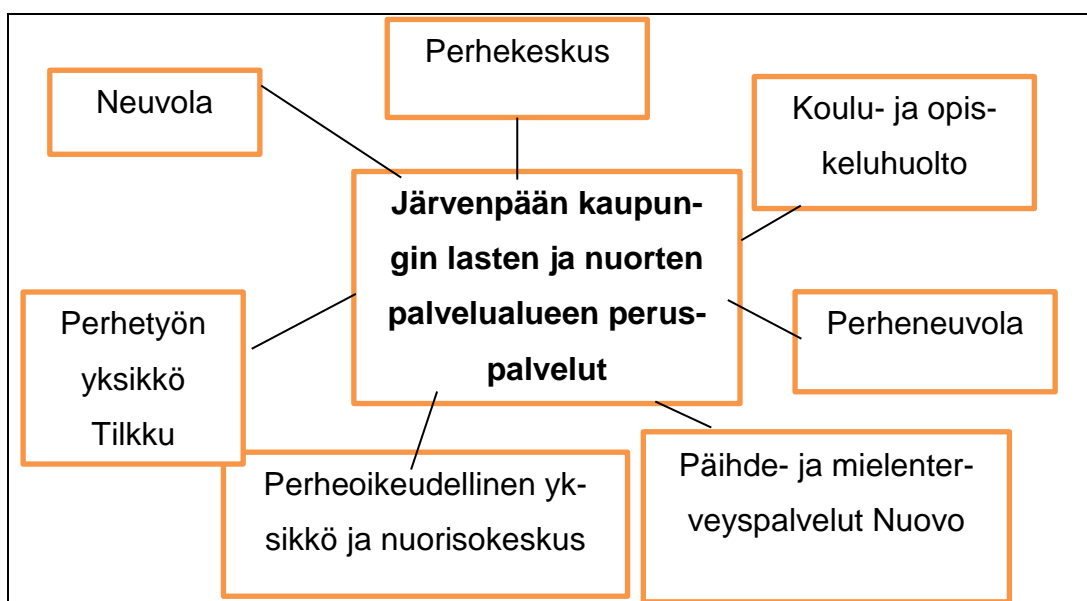 Perhekeskus
Neuvola
Koulu- ja opis-
keluhuolto
Järvenpään kaupun-
gin lasten ja nuorten
palvelualueen perus-
palvelut
Perhetyön
yksikkö
Tilkku
Perheneuvola
Perheoikeudellinen yk-
sikkö ja nuorisokeskus
Päihde- ja mielenter-
veyspalvelut Nuovo